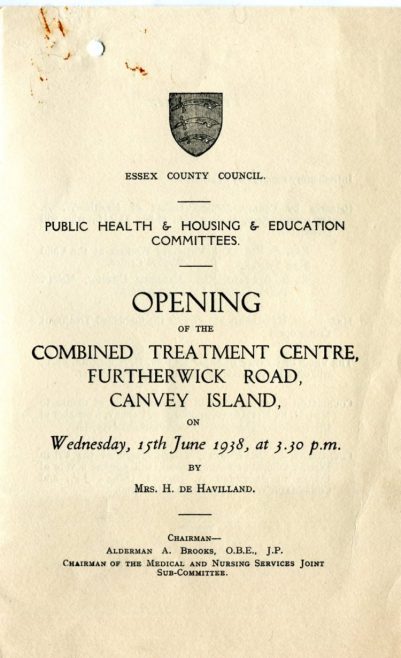 ESSEX COUNTY COUNCIL.
PUBLIC HEALTH & HOUSING & EDUCATION
COMMITTEES.
OPENING
OF THE
COMBINED TREATMENT CENTRE,
FURTHERWICK ROAD,
CANVEY ISLAND,
ON
Wednesday, 15th June 1938, at 3.30 p.m.
BY
MRS. H. DE HAVILLAND.
CHAIRMAN—
ALDERMAN A. BROOKS, O.B.E., J.P.
CHAIRMAN OF THE MEDICAL AND NURSING SERVICES JOINT
SUB-COMMITTEE.